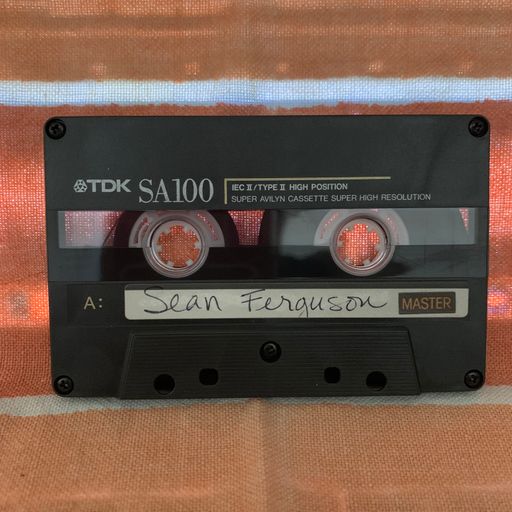 TDK SA100
IEC II/TYPE II HIGH POSITION
SUPER AVILYN CASSETTE SUPER HIGH RESOLUTION
A: Sean Ferguson MASTER